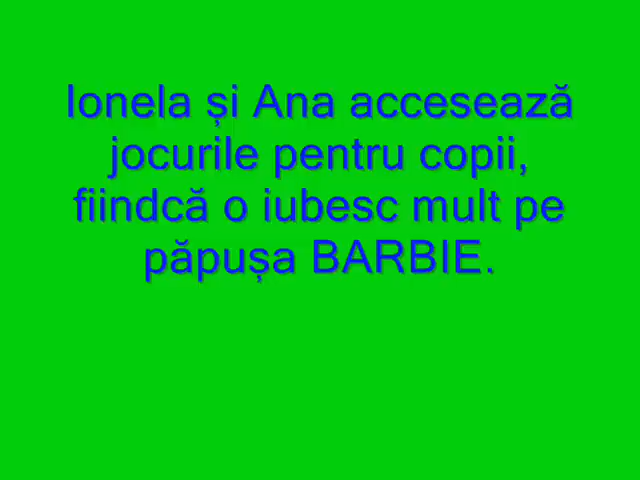 Ionela și Ana accesează
jocurile pentru copii,
fiindcă o iubesc mult pe
păpușa BARBIE.